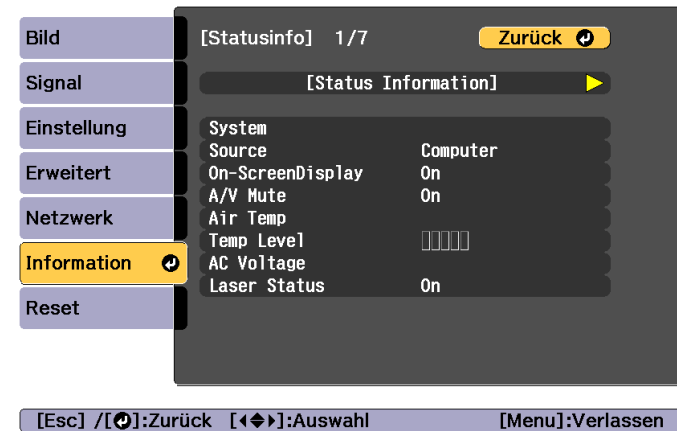 Bild
Signal
Einstellung
Erweitert
Netzwerk
Information
Reset
[Statusinfo] 1/7 Zurück
[Status Information]
System
Source Computer
On-ScreenDisplay On
A/V Mute On
Air Temp
Temp Level
AC Voltage
Laser Status On
[Esc] /[]:Zurück []:Auswahl [Menu]:Verlassen